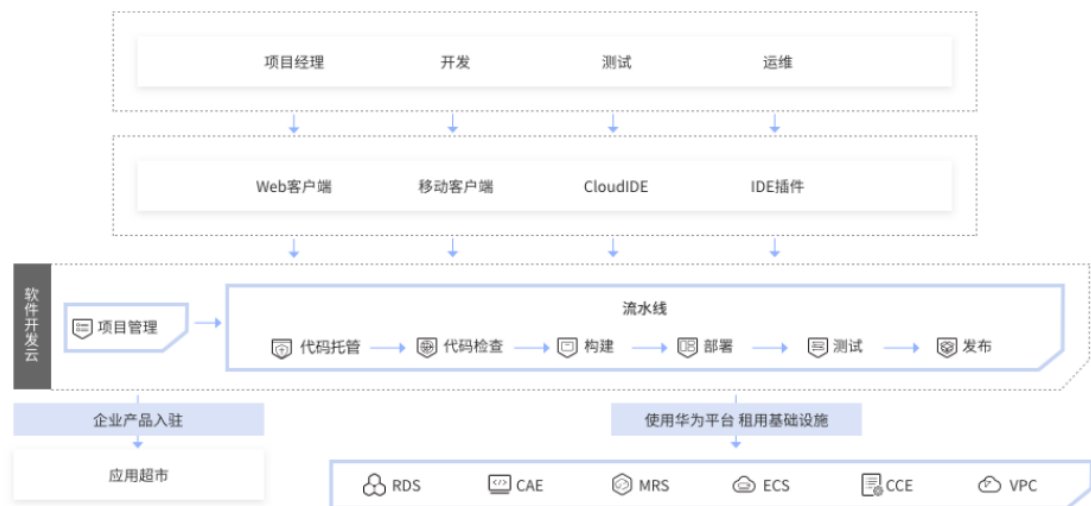 项目经理 开发 测试 运维
Web客户端 移动客户端 CloudIDE IDE插件
软件开发云
项目管理
流水线
代码托管 代码检查 构建 部署 测试 发布
企业产品入驻
使用华为平台 租用基础设施
应用超市
RDS CAE MRS ECS CCE VPC